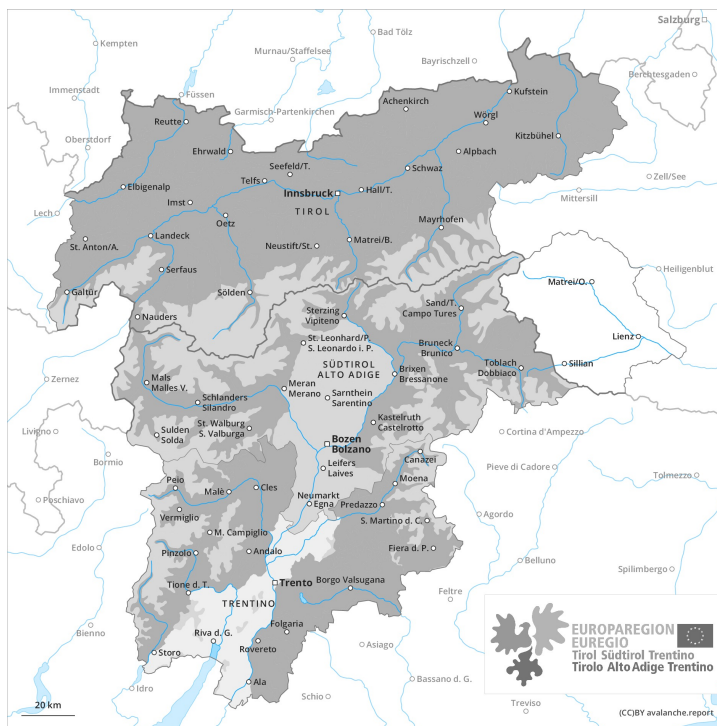 Salzburg
Kempten
Bad Tölz
Murnau/Staffelsee
Bayrischzell
Berchtesgaden
Immenstadt
Füssen
Kufstein
Garmisch-Partenkirchen
Achenkirch
Reutte
Wörgl
Oberstdorf
Kitzbühel
Ehrwald
Alpbach
Seefeld/T.
Schwaz
Zell/See
Telfs
Elbigenalp
Innsbruck
Hall/T.
Mittersill
Imst
TIROL
Lech
Oetz
Mayrhofen
Landeck
St. Anton/A.
Neustift/St.
Matrei/B.
Serfaus
Heiligenblut
Matrei/O.
Galtür
Sölden
Sand/T.
Campo Tures
Nauders
Sterzing
Vipiteno
Lienz
St. Leonhard/P.
S. Leonardo i. P.
Bruneck
Brunico
Toblach
Dobbiaco
Sillian
SÜDTIROL
ALTO ADIGE
Brixen
Bressanone
Zernez
Mals
Malles V.
Meran
Merano
Sarnthein
Sarentino
Schlanders
Silandro
St. Walburg
S. Valburga
Kastelruth
Castelrotto
Livigno
Sulden
Solda
Cortina d'Ampezzo
Bozen
Bolzano
Canazei
Bormio
Leifers
Laives
Pieve di Cadore
Tolmezzo
Moena
Peio
Malè
Cles
Neumarkt
Egna
Predazzo
Poschiavo
Vermiglio
Agordo
S. Martino d. C.
M. Campiglio
Edolo
Pinzolo
Andalo
Fiera d. P.
Belluno
Spilimbergo
Tione d. T.
Trento
Borgo Valsugana
Feltre
TRENTINO
Folgaria
Bienno
Riva d. G.
Rovereto
Asiago
Storo
Ala
Bassano d. G.
Idro
Schio
Treviso
EUROPAREGION
EUREGIO
Tirol Südtirol Trentino
Tirolo Alto Adige Trentino
20 km
(CC)BY avalanche.report